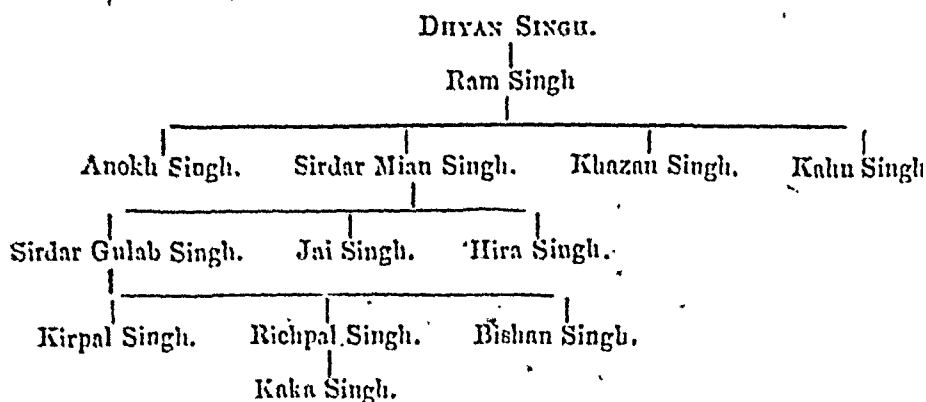 DHYAN SINGH.
Ram Singh
Anokh Singh. Sirdar Mian Singh. Khazan Singh. Kahn Singh
Sirdar Gulab Singh. Jai Singh. Hira Singh.
Kirpal Singh. Richpal Singh. Bishan Singh.
Kaka Singh.